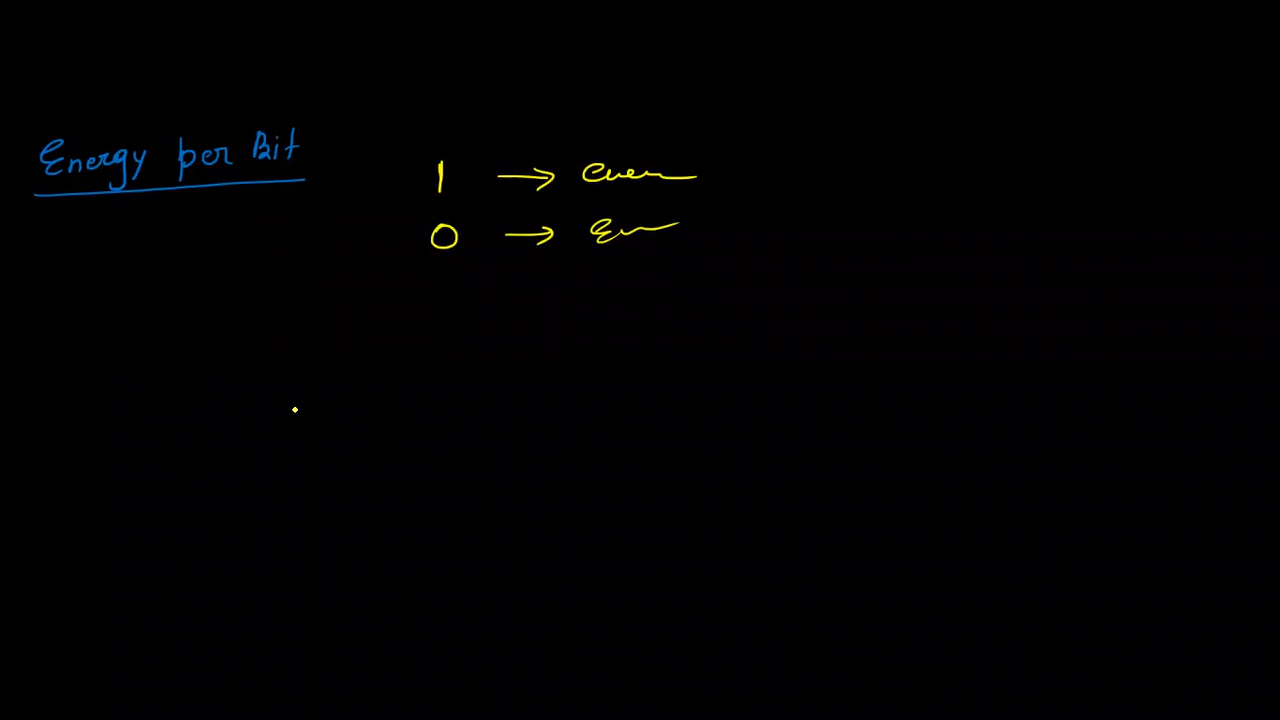 Energy per Bit
1 →
0 →